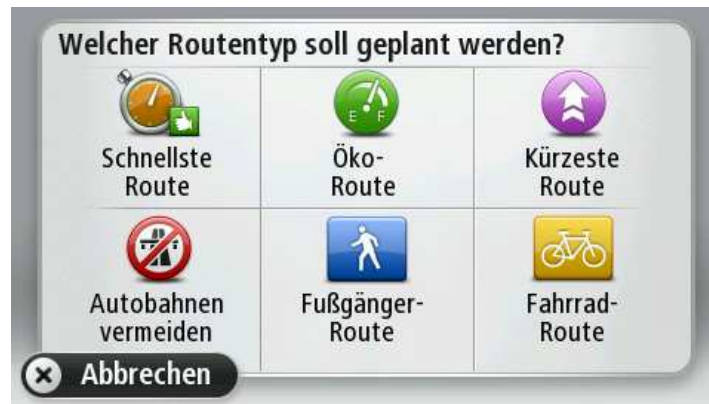 Welcher Routentyp soll geplant werden?
Schnellste
Route
E F
Öko-
Route
Kürzeste
Route
Autobahnen
vermeiden
Fußgänger-
Route
Fahrrad-
Route
Abbrechen